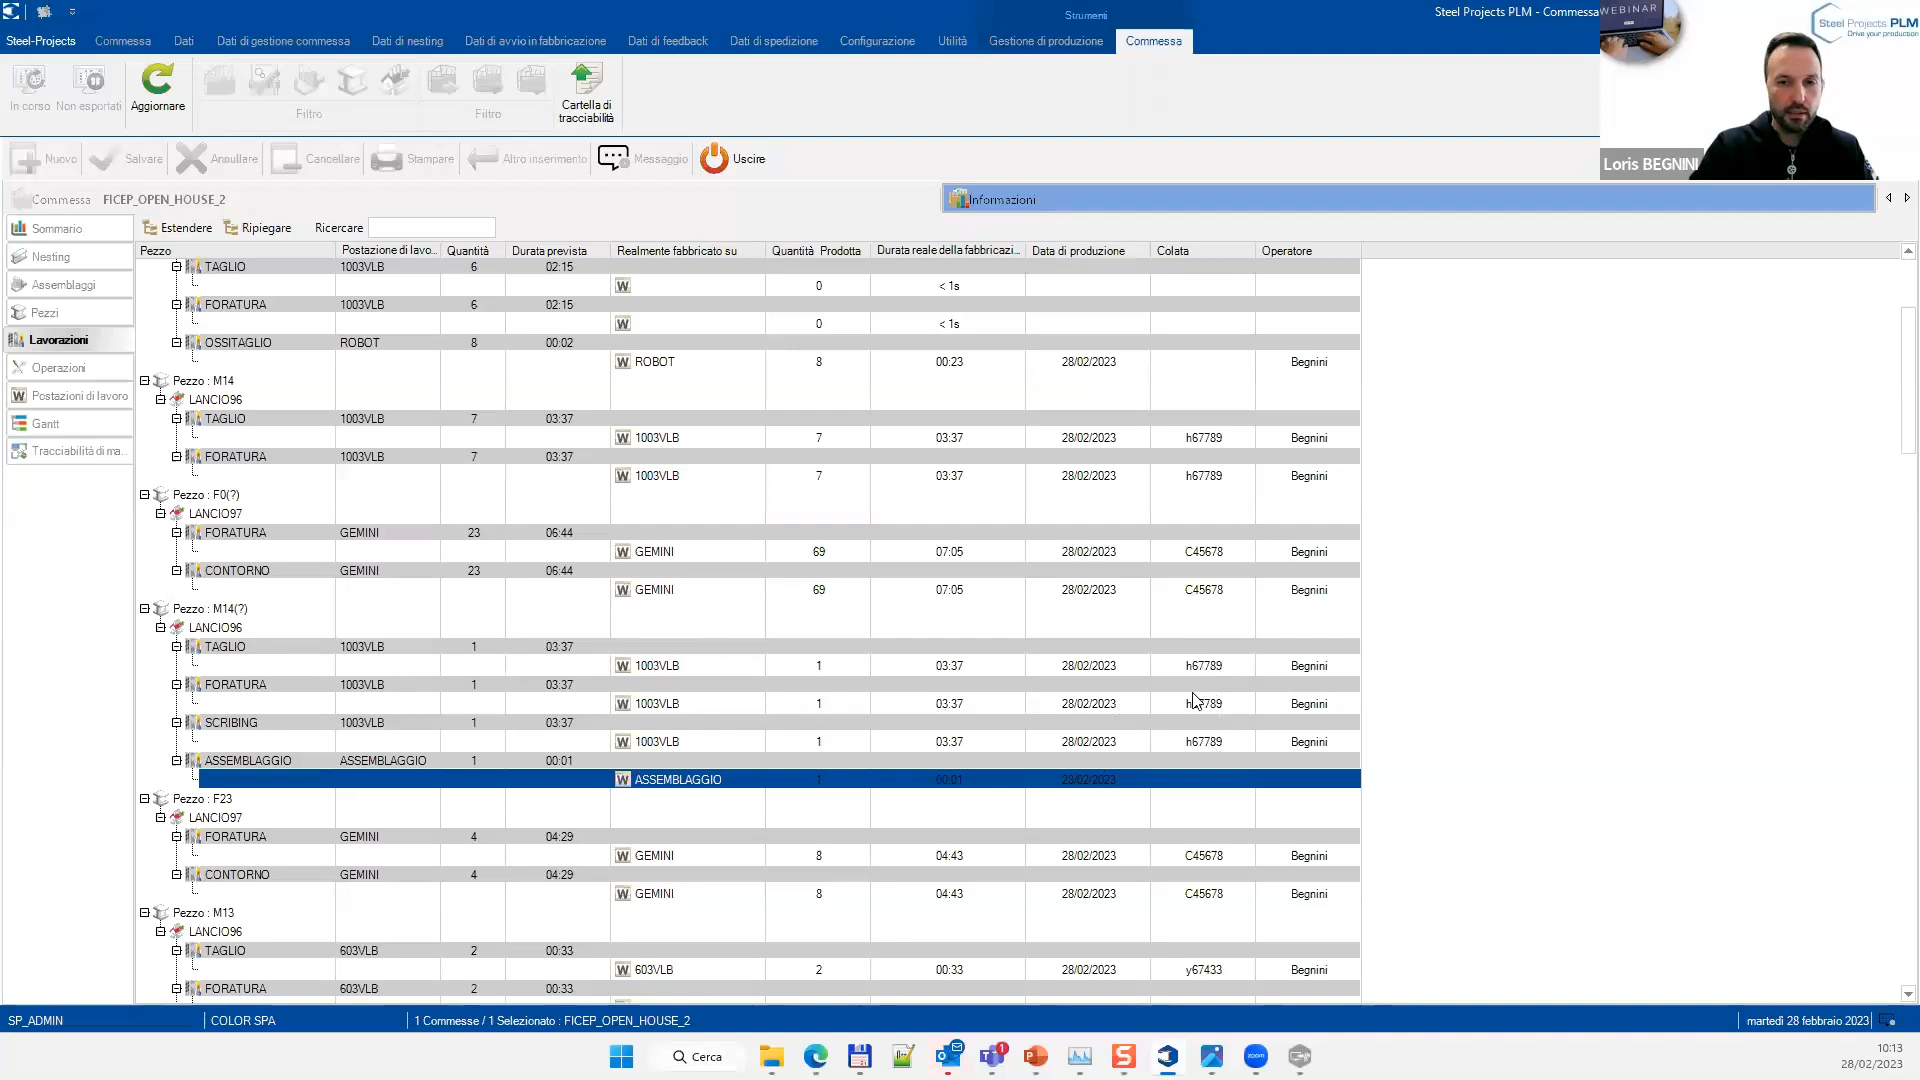 Strumenti
Steel Projects PLM - Commessa
WEBINAR
Steel Projects PLM
Drive your production
Steel-Projects Commessa Dati Dati di gestione commessa Dati di nesting Dati di avvio in fabbricazione Dati di feedback Dati di spedizione Configurazione Utilità Gestione di produzione Commessa
In corso Non esportati Aggiornare Filtro Filtro Cartella di
tracciabilità
Nuovo Salvare Annullare Cancellare Stampare Altro inserimento Messaggio Uscire
Loris BEGNINI
Commessa FICEP_OPEN_HOUSE_2 Informazioni
Sommario
Nesting
Assemblaggi
Pezzi
Lavorazioni
Operazioni
Postazioni di lavoro
Gantt
Tracciabilità di ma...
Estendere Ripiegare Ricercare
Pezzo Postazione di lavo... Quantità Durata prevista Realmente fabbricato su Quantità Prodotta Durata reale della fabbricazi... Data di produzione Colata Operatore
TAGLIO 1003VLB 6 02:15
W 0 < 1s
FORATURA 1003VLB 6 02:15
W 0 < 1s
OSSITAGLIO ROBOT 8 00:02
W ROBOT 8 00:23 28/02/2023 Begnini
Pezzo : M14
LANCIO96
TAGLIO 1003VLB 7 03:37
W 1003VLB 7 03:37 28/02/2023 h67789 Begnini
FORATURA 1003VLB 7 03:37
W 1003VLB 7 03:37 28/02/2023 h67789 Begnini
Pezzo : F0(?)
LANCIO97
FORATURA GEMINI 23 06:44
W GEMINI 69 07:05 28/02/2023 C45678 Begnini
CONTORNO GEMINI 23 06:44
W GEMINI 69 07:05 28/02/2023 C45678 Begnini
Pezzo : M14(?)
LANCIO96
TAGLIO 1003VLB 1 03:37
W 1003VLB 1 03:37 28/02/2023 h67789 Begnini
FORATURA 1003VLB 1 03:37
W 1003VLB 1 03:37 28/02/2023 Begnini
SCRIBING 1003VLB 1 03:37
W 1003VLB 1 03:37 28/02/2023 h67789 Begnini
ASSEMBLAGGIO ASSEMBLAGGIO 1 00:01
W ASSEMBLAGGIO 1 00:01 28/02/2023
Pezzo : F23
LANCIO97
FORATURA GEMINI 4 04:29
W GEMINI 8 04:43 28/02/2023 C45678 Begnini
CONTORNO GEMINI 4 04:29
W GEMINI 8 04:43 28/02/2023 C45678 Begnini
Pezzo : M13
LANCIO96
TAGLIO 603VLB 2 00:33
W 603VLB 2 00:33 28/02/2023 y67433 Begnini
FORATURA 603VLB 2 00:33
SP_ADMIN COLOR SPA 1 Commesse / 1 Selezionato : FICEP_OPEN_HOUSE_2 martedì 28 febbraio 2023
Cerca
10:13
28/02/2023